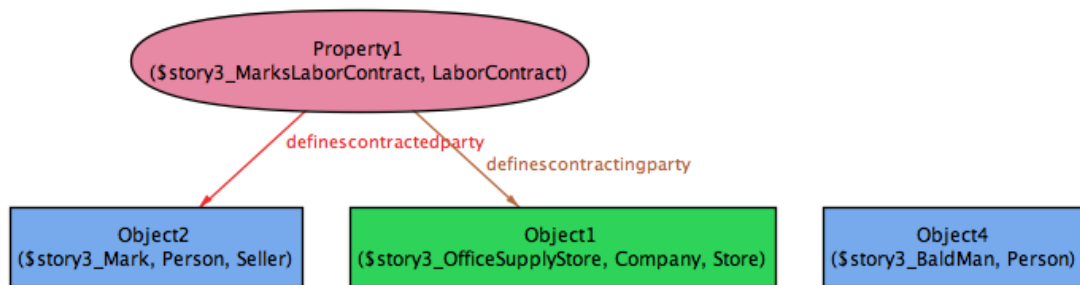 Property1
($story3_MarksLaborContract, LaborContract)
definescontractedparty
definescontractingparty
Object2
($story3_Mark, Person, Seller)
Object1
($story3_OfficeSupplyStore, Company, Store)
Object4
($story3_BaldMan, Person)